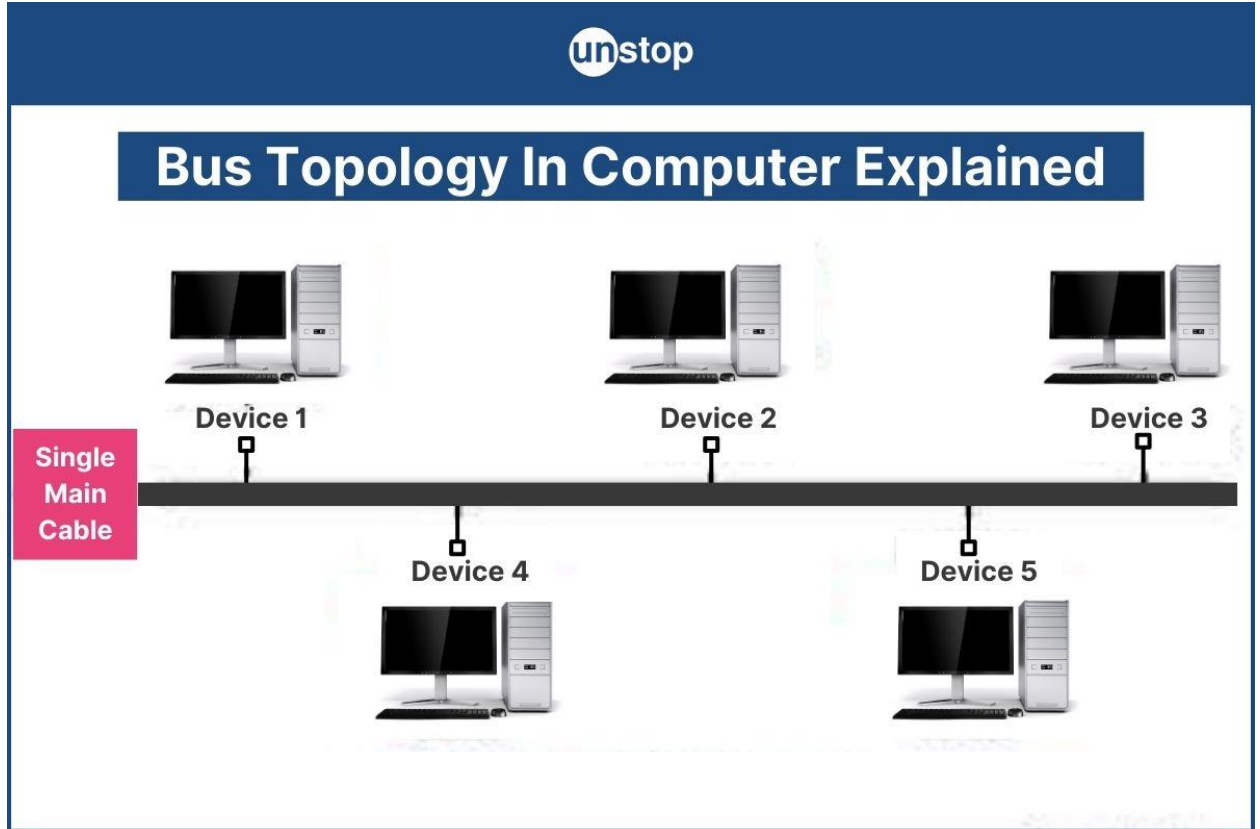 unstop
Bus Topology In Computer Explained
Device 1
Device 2
Device 3
Single
Main
Cable
Device 4
Device 5